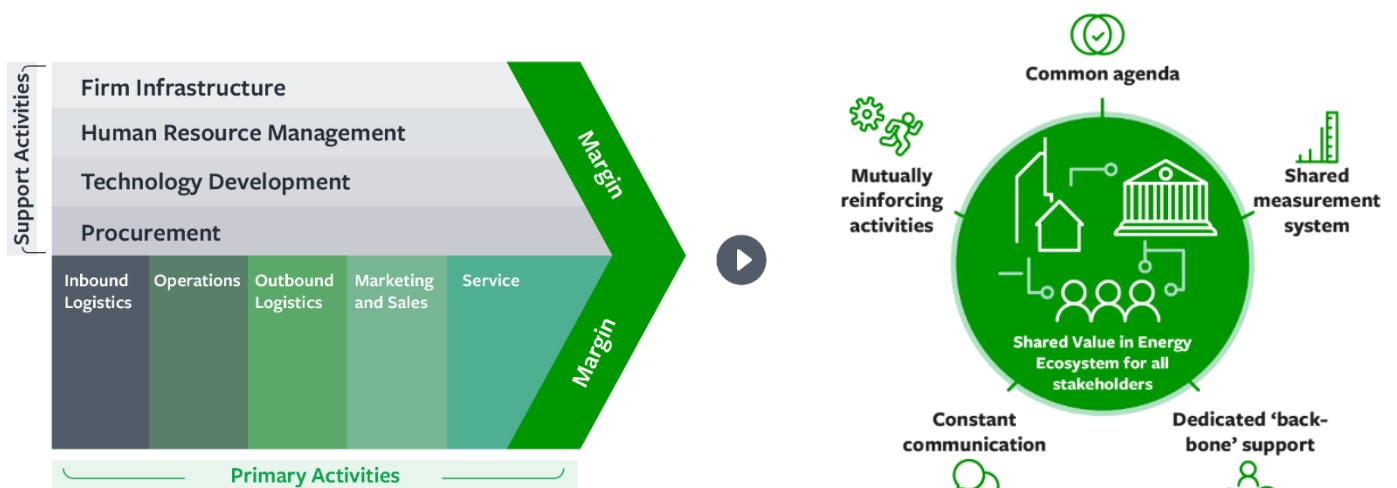 Support Activities
Firm Infrastructure
Human Resource Management
Technology Development
Procurement
Inbound
Logistics
Operations
Outbound
Logistics
Marketing
and Sales
Service
Margin
Margin
Primary Activities
Common agenda
Mutually
reinforcing
activities
Shared
measurement
system
Shared Value in Energy
Ecosystem for all
stakeholders
Constant
communication
Dedicated ‘back-
bone’ support